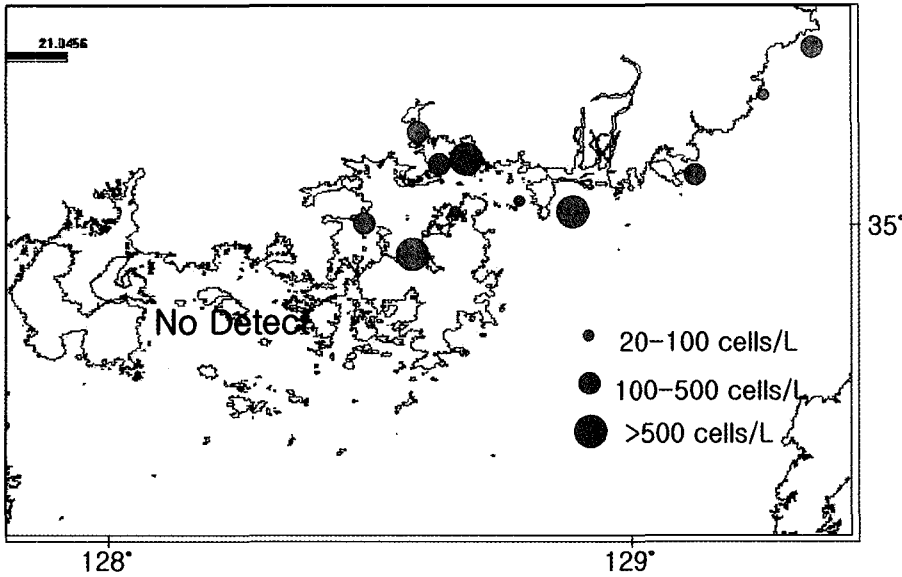 21.0456
35°
No Detect
20-100 cells/L
100-500 cells/L
>500 cells/L
128°
129°